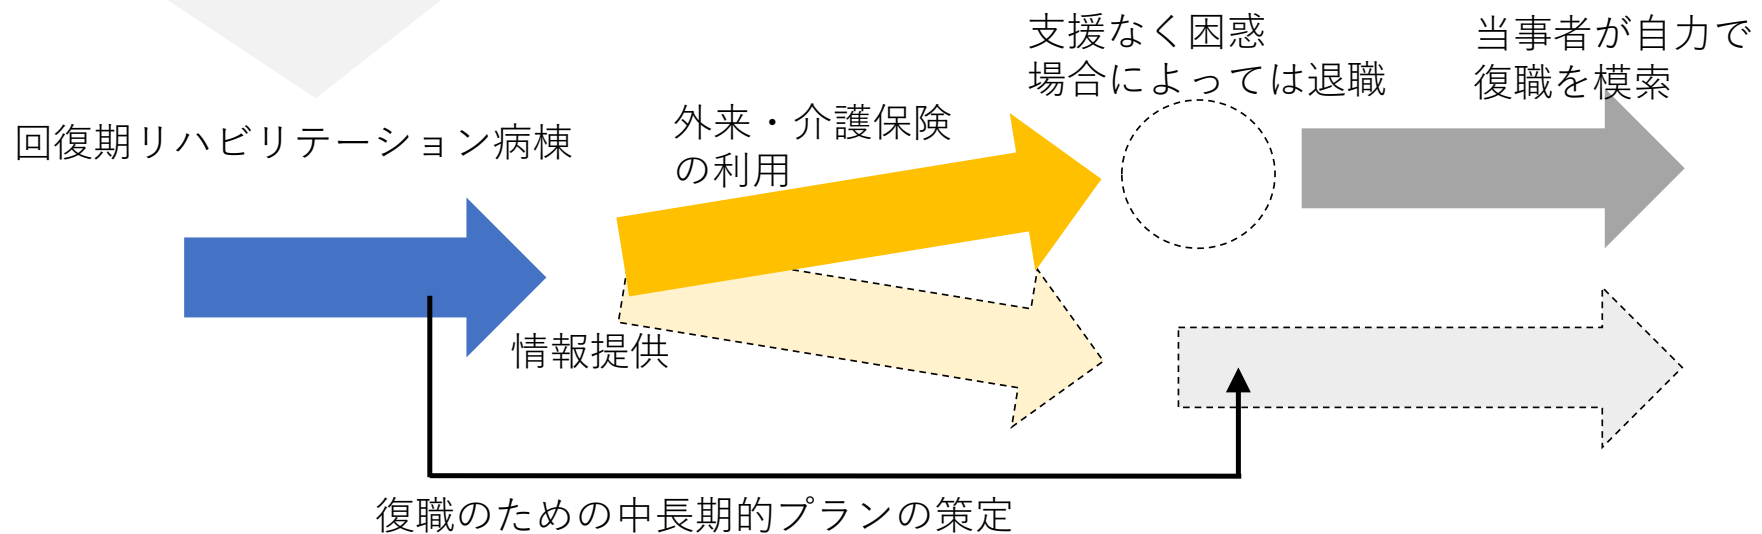 支援なく困惑
場合によっては退職
当事者が自力で
復職を模索
外来・介護保険
の利用
回復期リハビリテーション病棟
情報提供
復職のための中長期的プランの策定